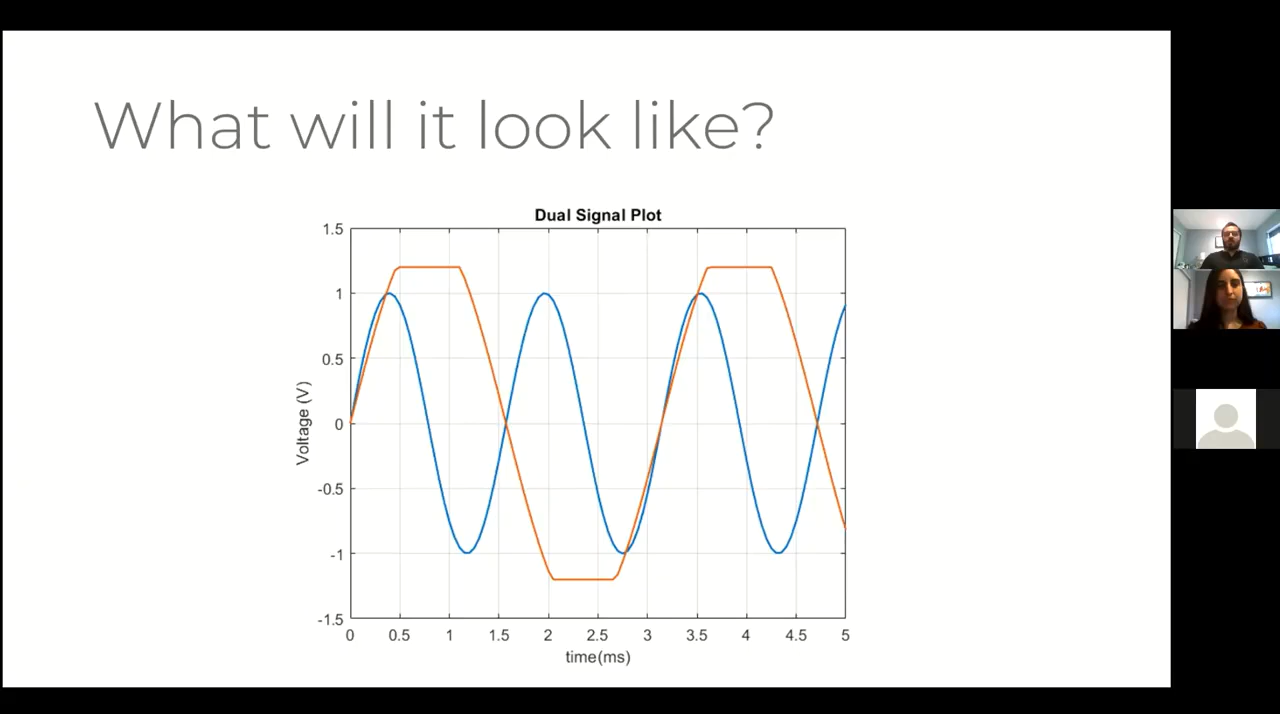 What will it look like?
Dual Signal Plot
1.5
1
0.5
0
-0.5
-1
-1.5
Voltage (V)
0 0.5 1 1.5 2 2.5 3 3.5 4 4.5 5
time(ms)